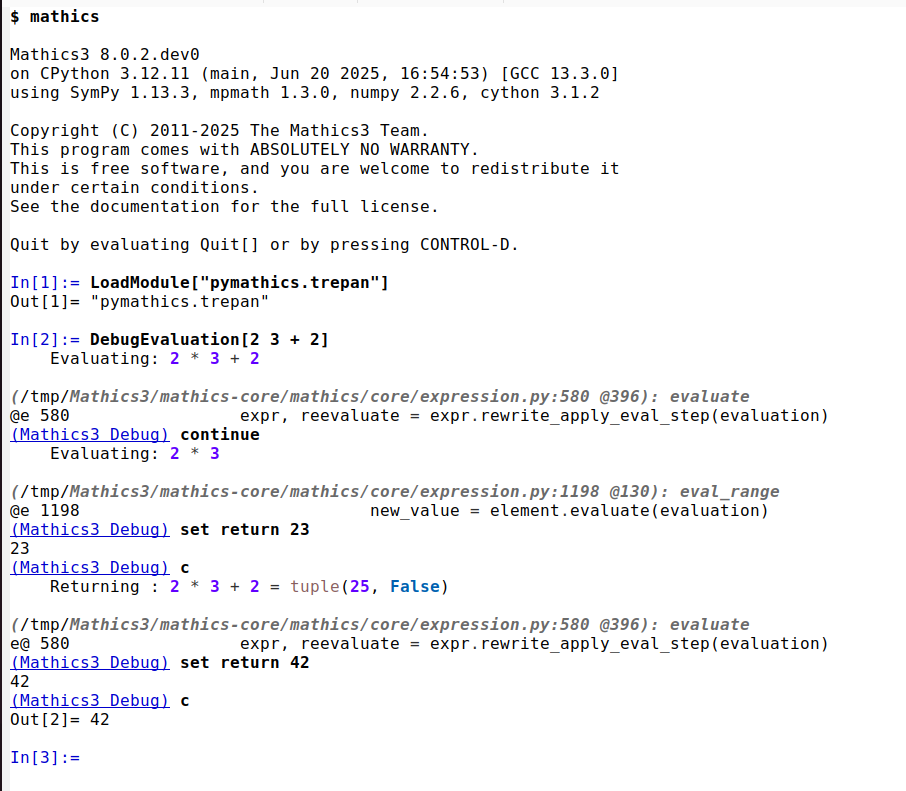 $ mathics
Mathics3 8.0.2.dev0
on CPython 3.12.11 (main, Jun 20 2025, 16:54:53) [GCC 13.3.0]
using SymPy 1.13.3, mpmath 1.3.0, numpy 2.2.6, cython 3.1.2
Copyright (C) 2011-2025 The Mathics3 Team.
This program comes with ABSOLUTELY NO WARRANTY.
This is free software, and you are welcome to redistribute it
under certain conditions.
See the documentation for the full license.
Quit by evaluating Quit[] or by pressing CONTROL-D.
In[1]:= LoadModule["pymathics.trepan"]
Out[1]= "pymathics.trepan"
In[2]:= DebugEvaluation[2 3 + 2]
Evaluating: 2 * 3 + 2
(/tmp/Mathics3/mathics-core/mathics/core/expression.py:580 @396): evaluate
@e 580 expr, reevaluate = expr.rewrite_apply_eval_step(evaluation)
(Mathics3 Debug) continue
Evaluating: 2 * 3
(/tmp/Mathics3/mathics-core/mathics/core/expression.py:1198 @130): eval_range
@e 1198 new_value = element.evaluate(evaluation)
(Mathics3 Debug) set return 23
23
(Mathics3 Debug) c
Returning : 2 * 3 + 2 = tuple(25, False)
(/tmp/Mathics3/mathics-core/mathics/core/expression.py:580 @396): evaluate
e@ 580 expr, reevaluate = expr.rewrite_apply_eval_step(evaluation)
(Mathics3 Debug) set return 42
42
(Mathics3 Debug) c
Out[2]= 42
In[3]:=